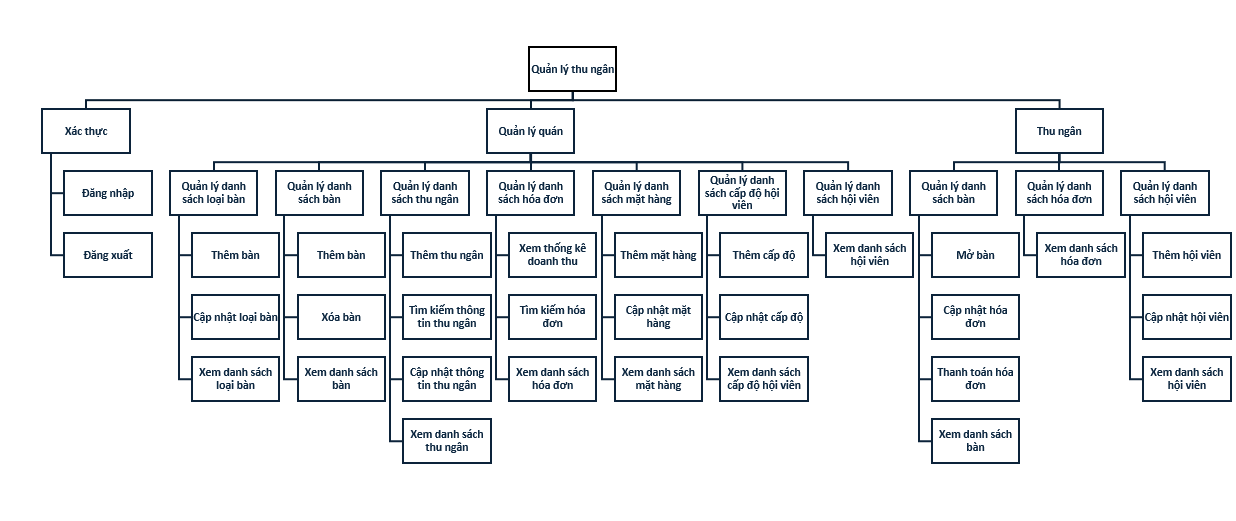 Quản lý thu ngân
Xác thực
Quản lý quán
Thu ngân
Đăng nhập
Quản lý danh
sách loại bàn
Quản lý danh
sách bàn
Quản lý danh
sách thu ngân
Quản lý danh
sách hóa đơn
Quản lý danh
sách mặt hàng
Quản lý danh
sách cấp độ hội
viên
Quản lý danh
sách hội viên
Quản lý danh
sách bàn
Quản lý danh
sách hóa đơn
Quản lý danh
sách hội viên
Đăng xuất
Thêm bàn
Thêm bàn
Thêm thu ngân
Xem thống kê
doanh thu
Thêm mặt hàng
Thêm cấp độ
Xem danh sách
hội viên
Mở bàn
Xem danh sách
hóa đơn
Thêm hội viên
Cập nhật loại bàn
Xóa bàn
Tìm kiếm thông
tin thu ngân
Tìm kiếm hóa
đơn
Cập nhật mặt
hàng
Cập nhật cấp độ
Cập nhật hóa
đơn
Cập nhật hội viên
Xem danh sách
loại bàn
Xem danh sách
bàn
Cập nhật thông
tin thu ngân
Xem danh sách
hóa đơn
Xem danh sách
mặt hàng
Xem danh sách
cấp độ hội viên
Thanh toán hóa
đơn
Xem danh sách
hội viên
Xem danh sách
thu ngân
Xem danh sách
bàn